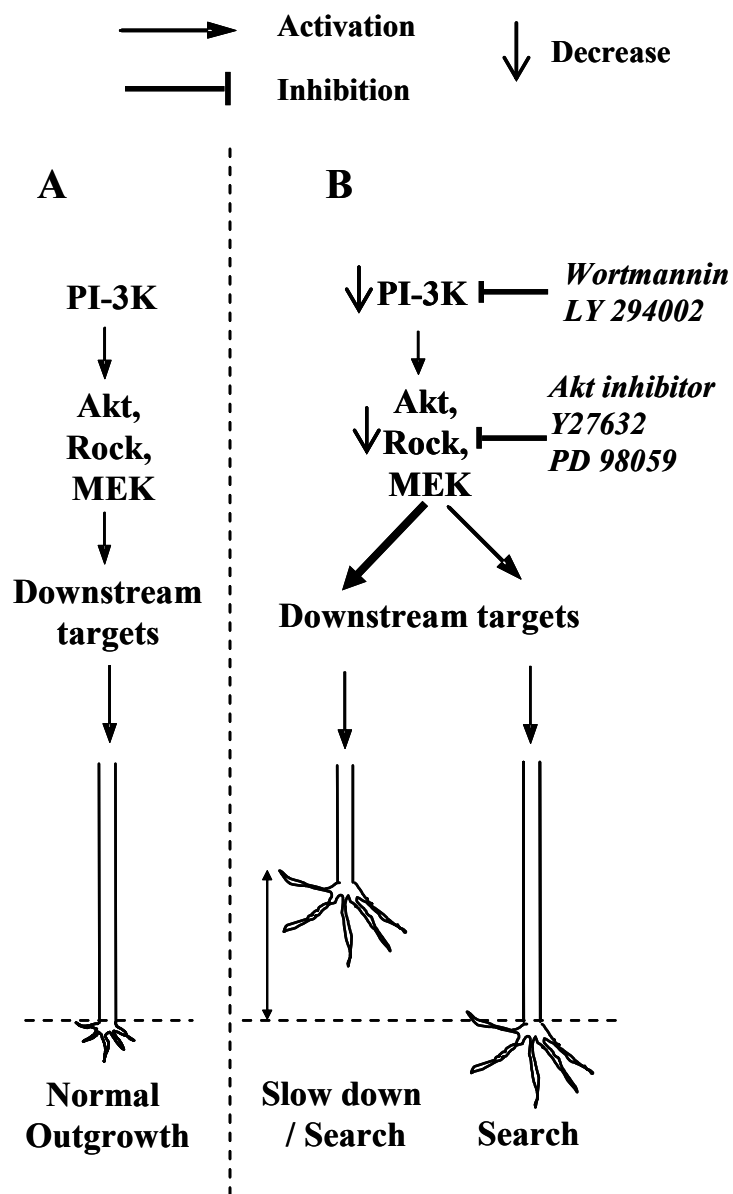 Activation
Decrease
Inhibition
A
B
PI-3K
Akt,
Rock,
MEK
Downstream
targets
Normal
Outgrowth
PI-3K
Wortmannin
LY 294002
Akt,
Rock,
MEK
Akt inhibitor
Y27632
PD 98059
Downstream targets
Slow down
/ Search
Search